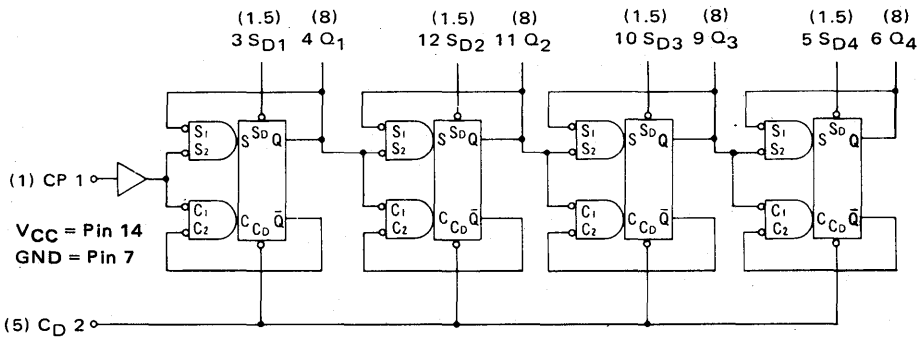 (1.5) (8) (1.5) (8) (1.5) (8) (1.5) (8)
3 SD1 4 Q1 12 SD2 11 Q2 10 SD3 9 Q3 5 SD4 6 Q4
S1 SD S1 SD S1 SD S1 SD
S2 S Q S2 S Q S2 S Q S2 S Q
(1) CP 1
C1 C Q̅ C1 C Q̅ C1 C Q̅ C1 C Q̅
C2 CD C2 CD C2 CD C2 CD
VCC = Pin 14
GND = Pin 7
(5) CD 2